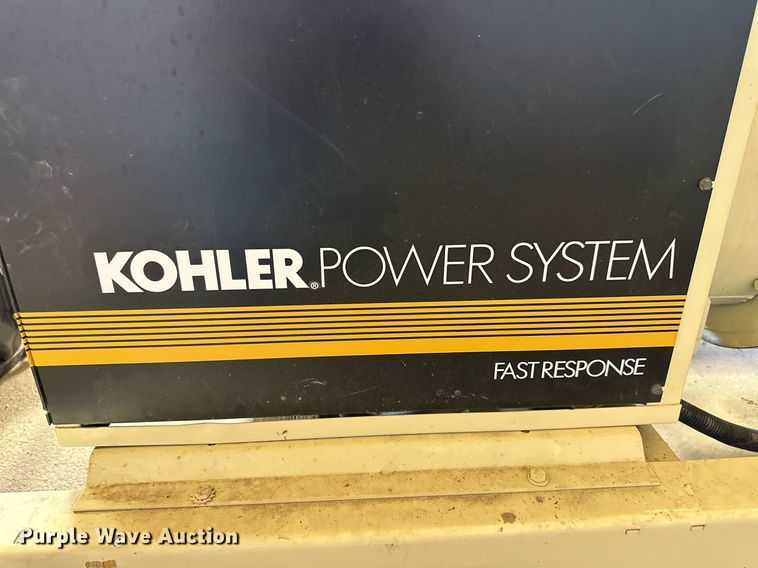 KOHLER® POWER SYSTEM
FAST RESPONSE
Purple Wave Auction